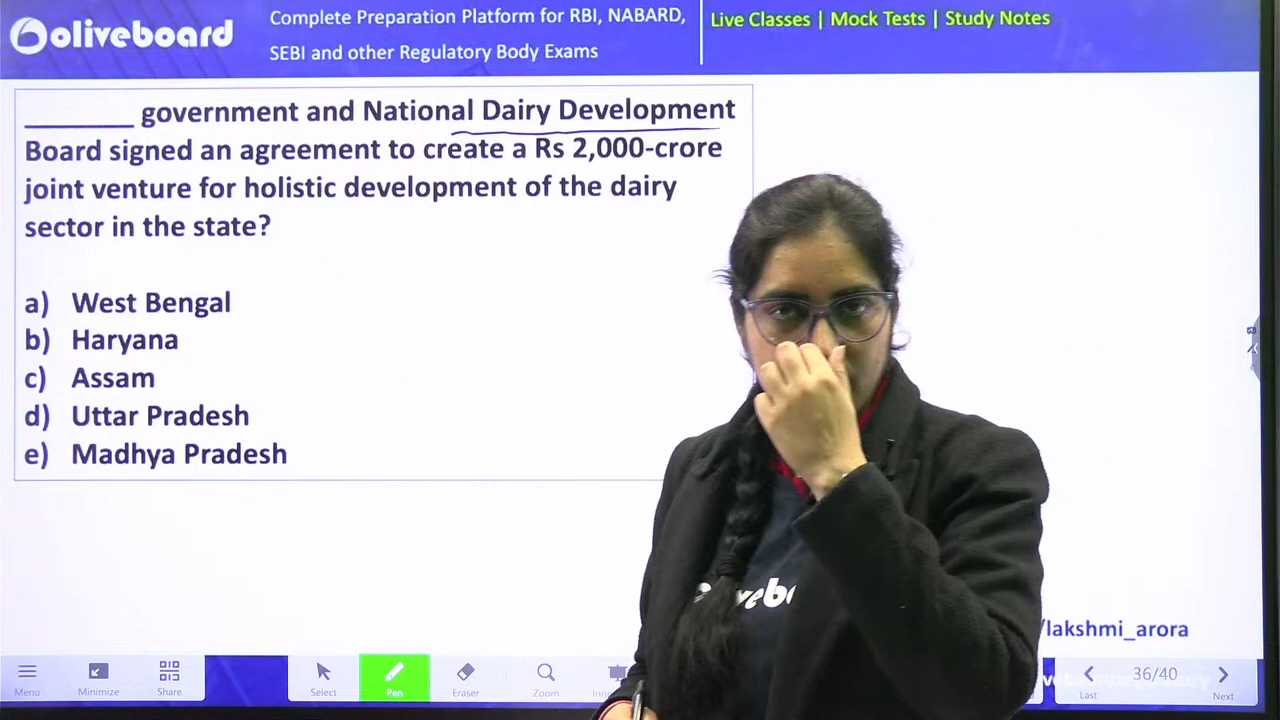 oliveboard
Complete Preparation Platform for RBI, NABARD,
SEBI and other Regulatory Body Exams
Live Classes | Mock Tests | Study Notes
_______ government and National Dairy Development
Board signed an agreement to create a Rs 2,000-crore
joint venture for holistic development of the dairy
sector in the state?
a) West Bengal
b) Haryana
c) Assam
d) Uttar Pradesh
e) Madhya Pradesh
/lakshmi_arora
Menu
Minimize
Share
Select
Pen
Eraser
Zoom
36/40
Last
Next